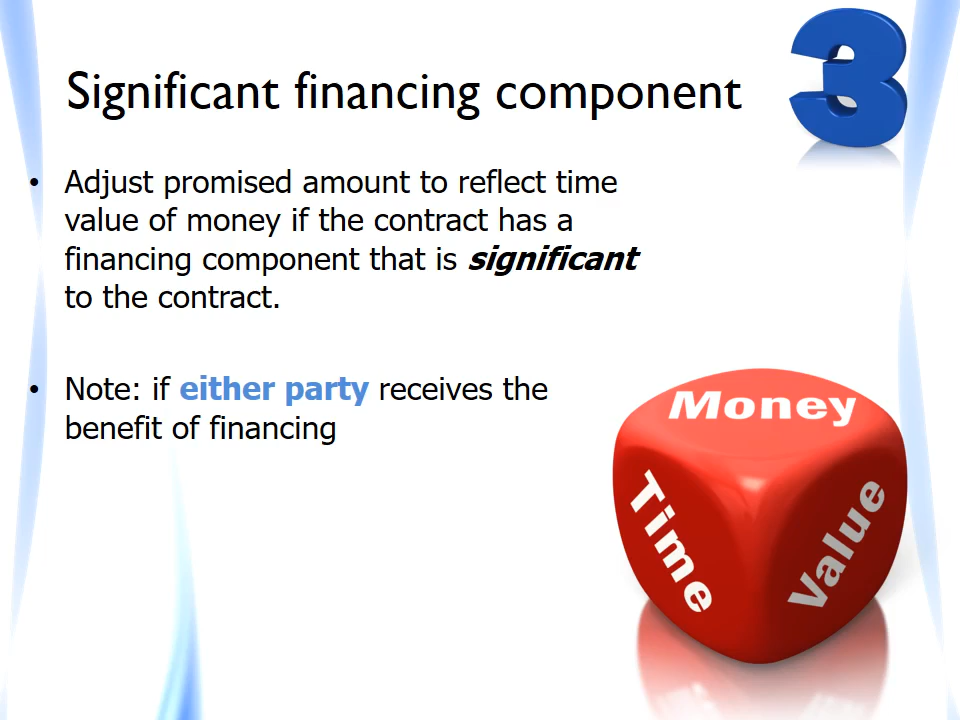 Significant financing component
3
• Adjust promised amount to reflect time
value of money if the contract has a
financing component that is significant
to the contract.
• Note: if either party receives the
benefit of financing
Money
Time
Value